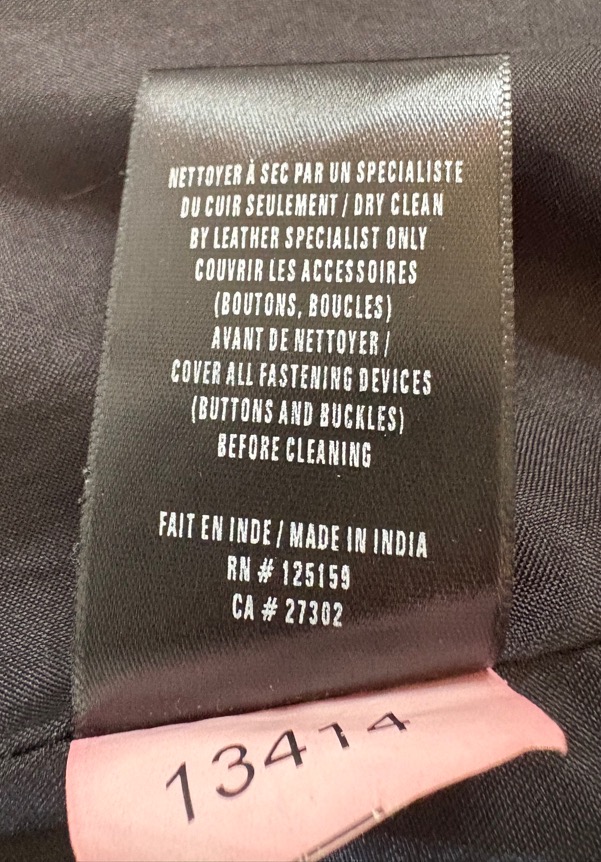 NETTOYER À SEC PAR UN SPECIALISTE
DU CUIR SEULEMENT / DRY CLEAN
BY LEATHER SPECIALIST ONLY
COUVRIR LES ACCESSOIRES
(BOUTONS, BOUCLES)
AVANT DE NETTOYER /
COVER ALL FASTENING DEVICES
(BUTTONS AND BUCKLES)
BEFORE CLEANING
FAIT EN INDE / MADE IN INDIA
RN # 125159
CA # 27302
13414